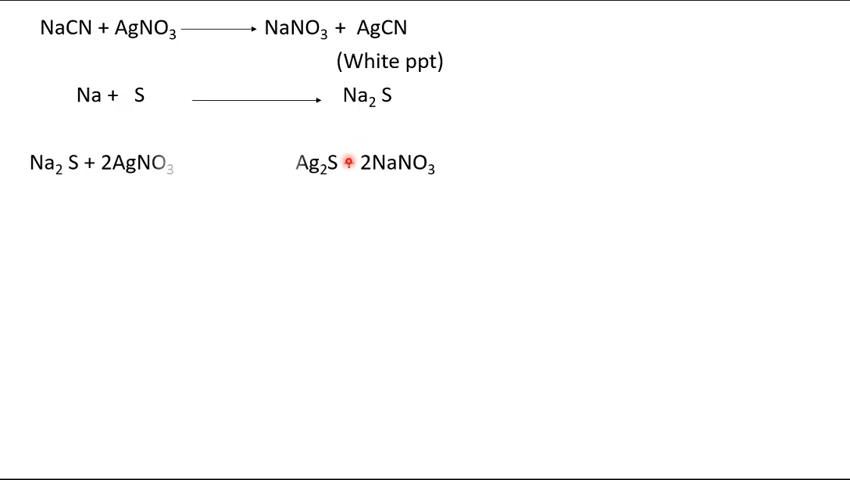 NaCN + AgNO₃ ⟶ NaNO₃ + AgCN
(White ppt)
Na + S ⟶ Na₂ S
Na₂ S + 2AgNO₃ Ag₂S + 2NaNO₃